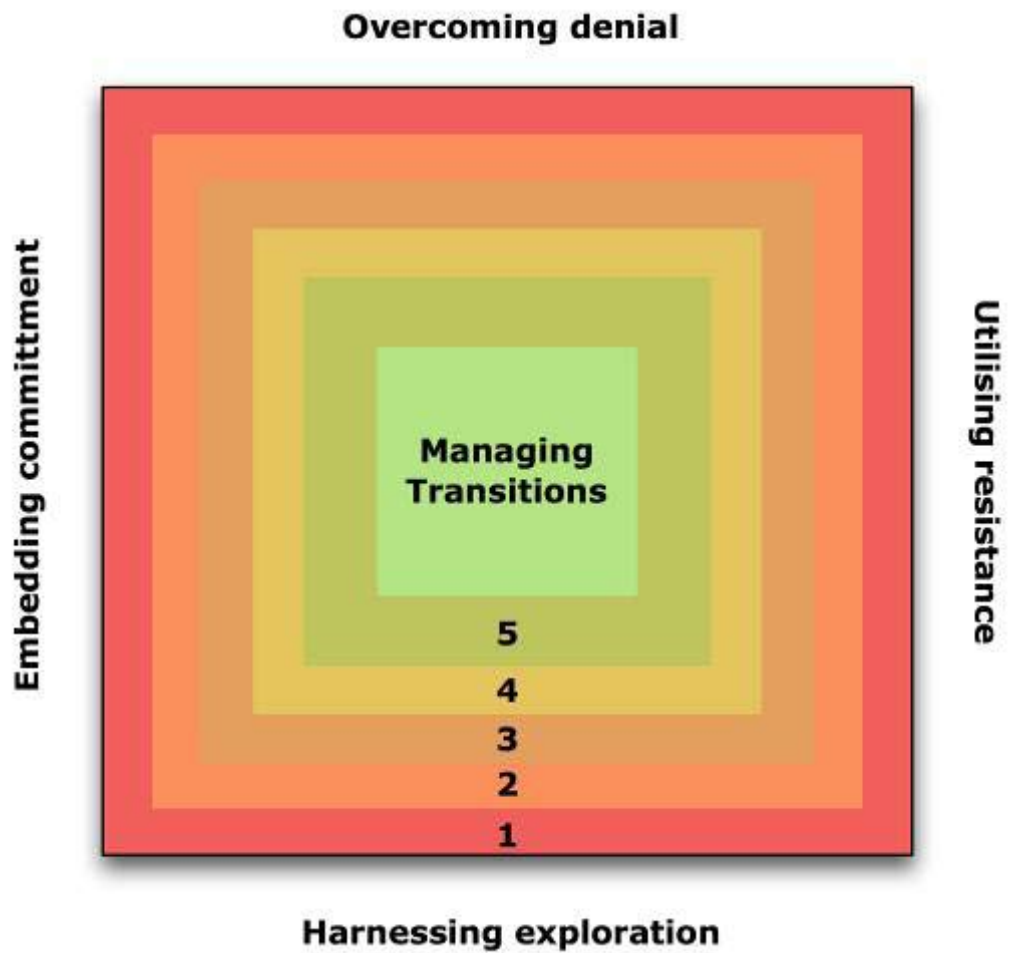 Overcoming denial
Embedding committment
Utilising resistance
Managing
Transitions
5
4
3
2
1
Harnessing exploration